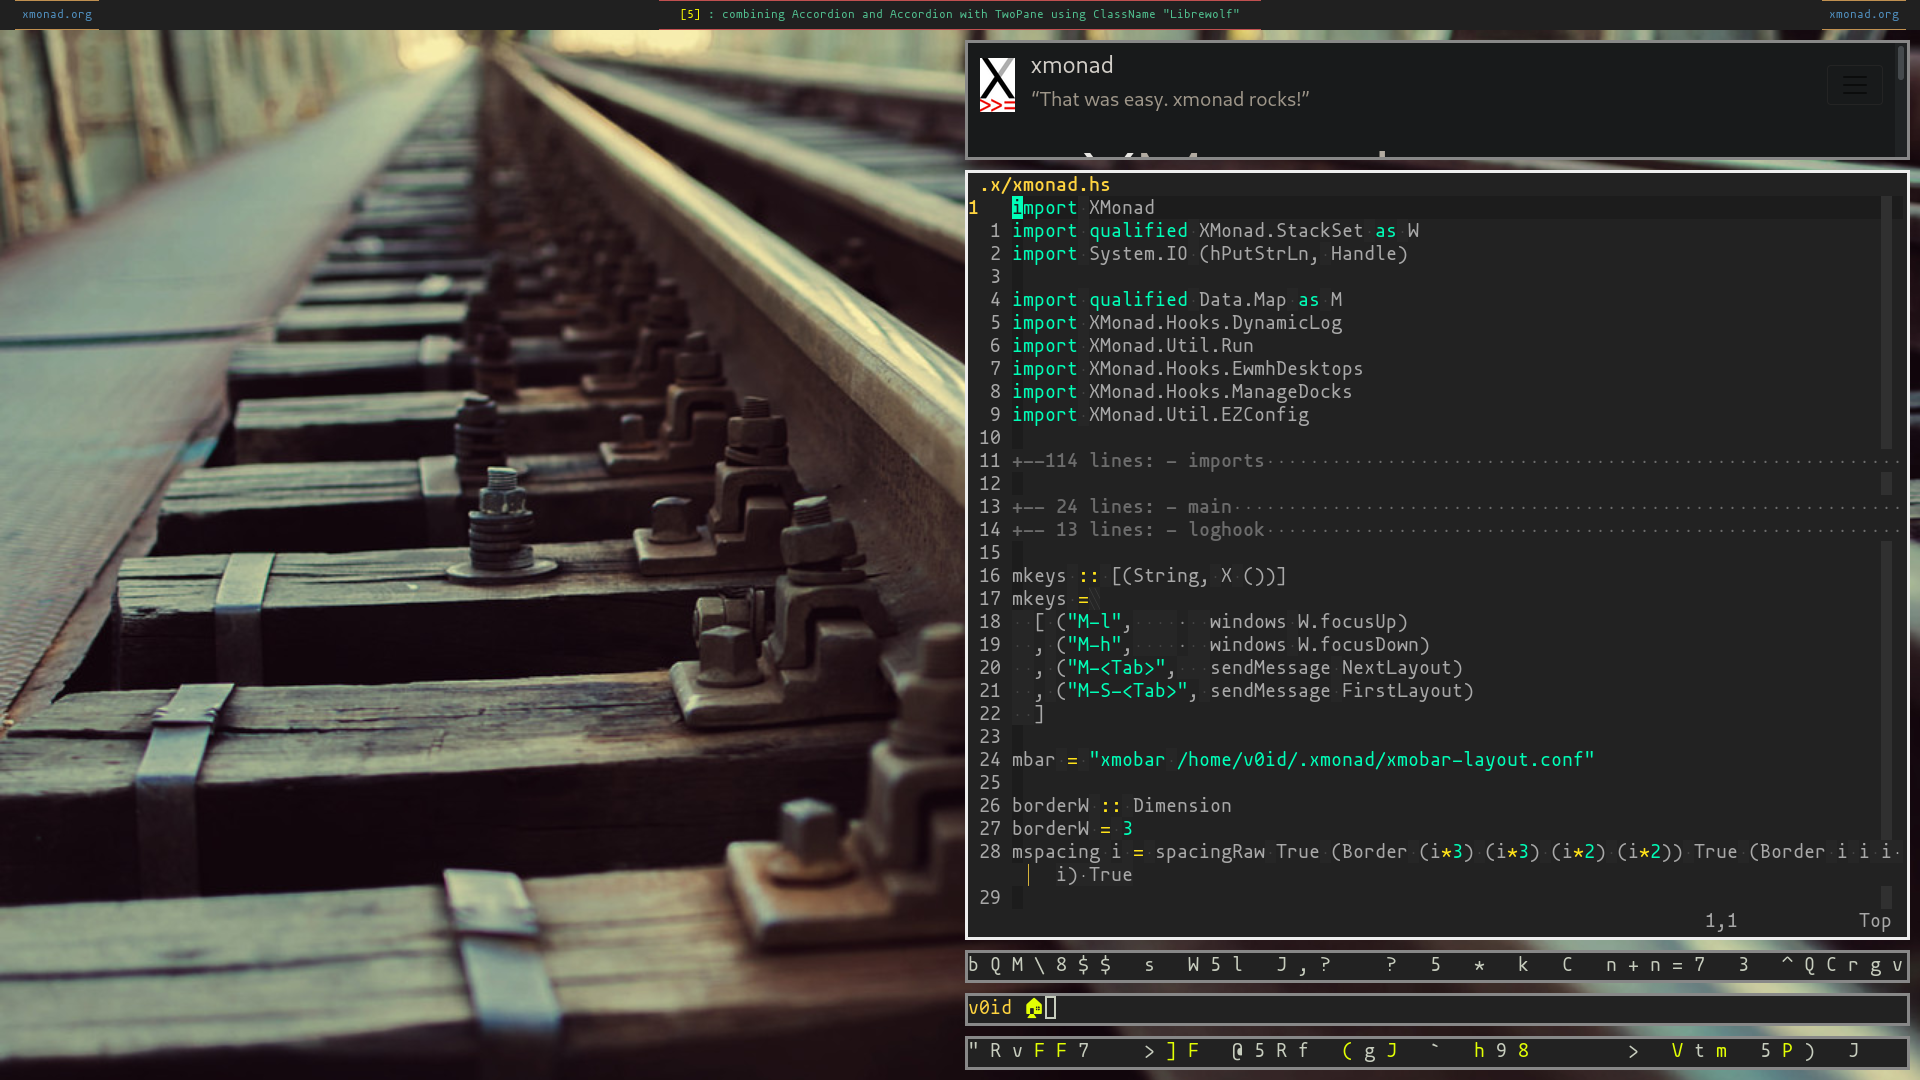 xmonad.org
[5] : combining Accordion and Accordion with TwoPane using ClassName "Librewolf"
xmonad.org
xmonad
“That was easy. xmonad rocks!”
.x/xmonad.hs
1 import XMonad
1 import qualified XMonad.StackSet as W
2 import System.IO (hPutStrLn, Handle)
3
4 import qualified Data.Map as M
5 import XMonad.Hooks.DynamicLog
6 import XMonad.Util.Run
7 import XMonad.Hooks.EwmhDesktops
8 import XMonad.Hooks.ManageDocks
9 import XMonad.Util.EZConfig
10
11 +--114 lines: - imports
12
13 +-- 24 lines: - main
14 +-- 13 lines: - loghook
15
16 mkeys :: [(String, X ())]
17 mkeys =
18 [ ("M-l", windows W.focusUp)
19 , ("M-h", windows W.focusDown)
20 , ("M-<Tab>", sendMessage NextLayout)
21 , ("M-S-<Tab>", sendMessage FirstLayout)
22 ]
23
24 mbar = "xmobar /home/v0id/.xmonad/xmobar-layout.conf"
25
26 borderW :: Dimension
27 borderW = 3
28 mspacing i = spacingRaw True (Border (i*3) (i*3) (i*2) (i*2)) True (Border i i i
i) True
29
1,1 Top
b Q M \ 8 $ $ s W 5 l J , ? ? 5 * k C n + n = 7 3 ^ Q C r g v
v0id
" R v F F 7 > ] F @ 5 R f ( g J ` h 9 8 > V t m 5 P ) J